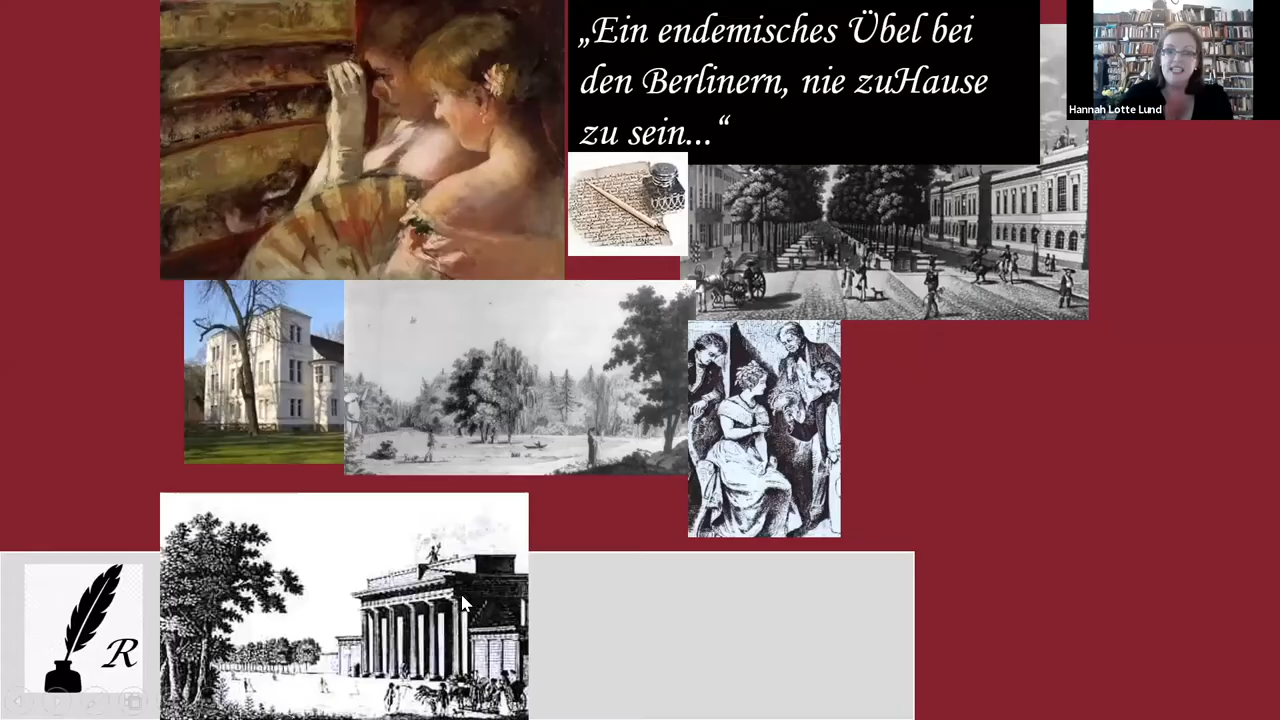 „Ein endemisches Übel bei
den Berlinern, nie zuHause
zu sein...“
Hannah Lotte Lund
R